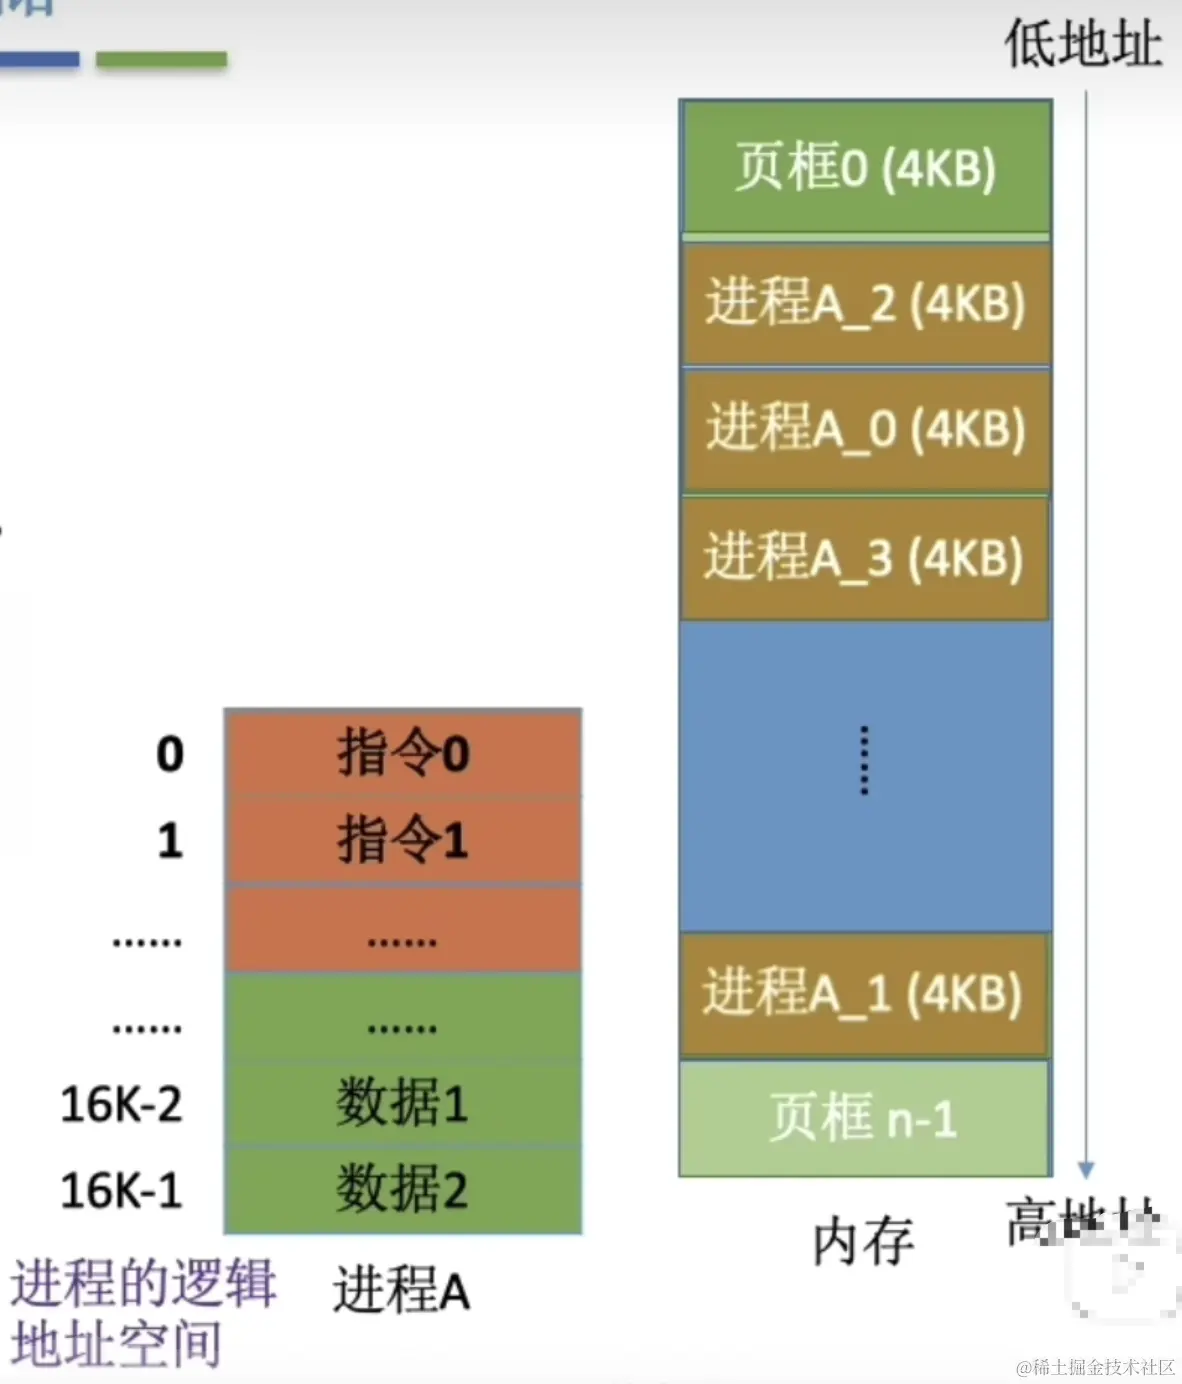 低地址
页框0 (4KB)
进程A_2 (4KB)
进程A_0 (4KB)
进程A_3 (4KB)
进程A_1 (4KB)
页框 n-1
内存
高地址
0 指令0
1 指令1
...... ......
...... ......
16K-2 数据1
16K-1 数据2
进程的逻辑
地址空间
进程A
@稀土掘金技术社区